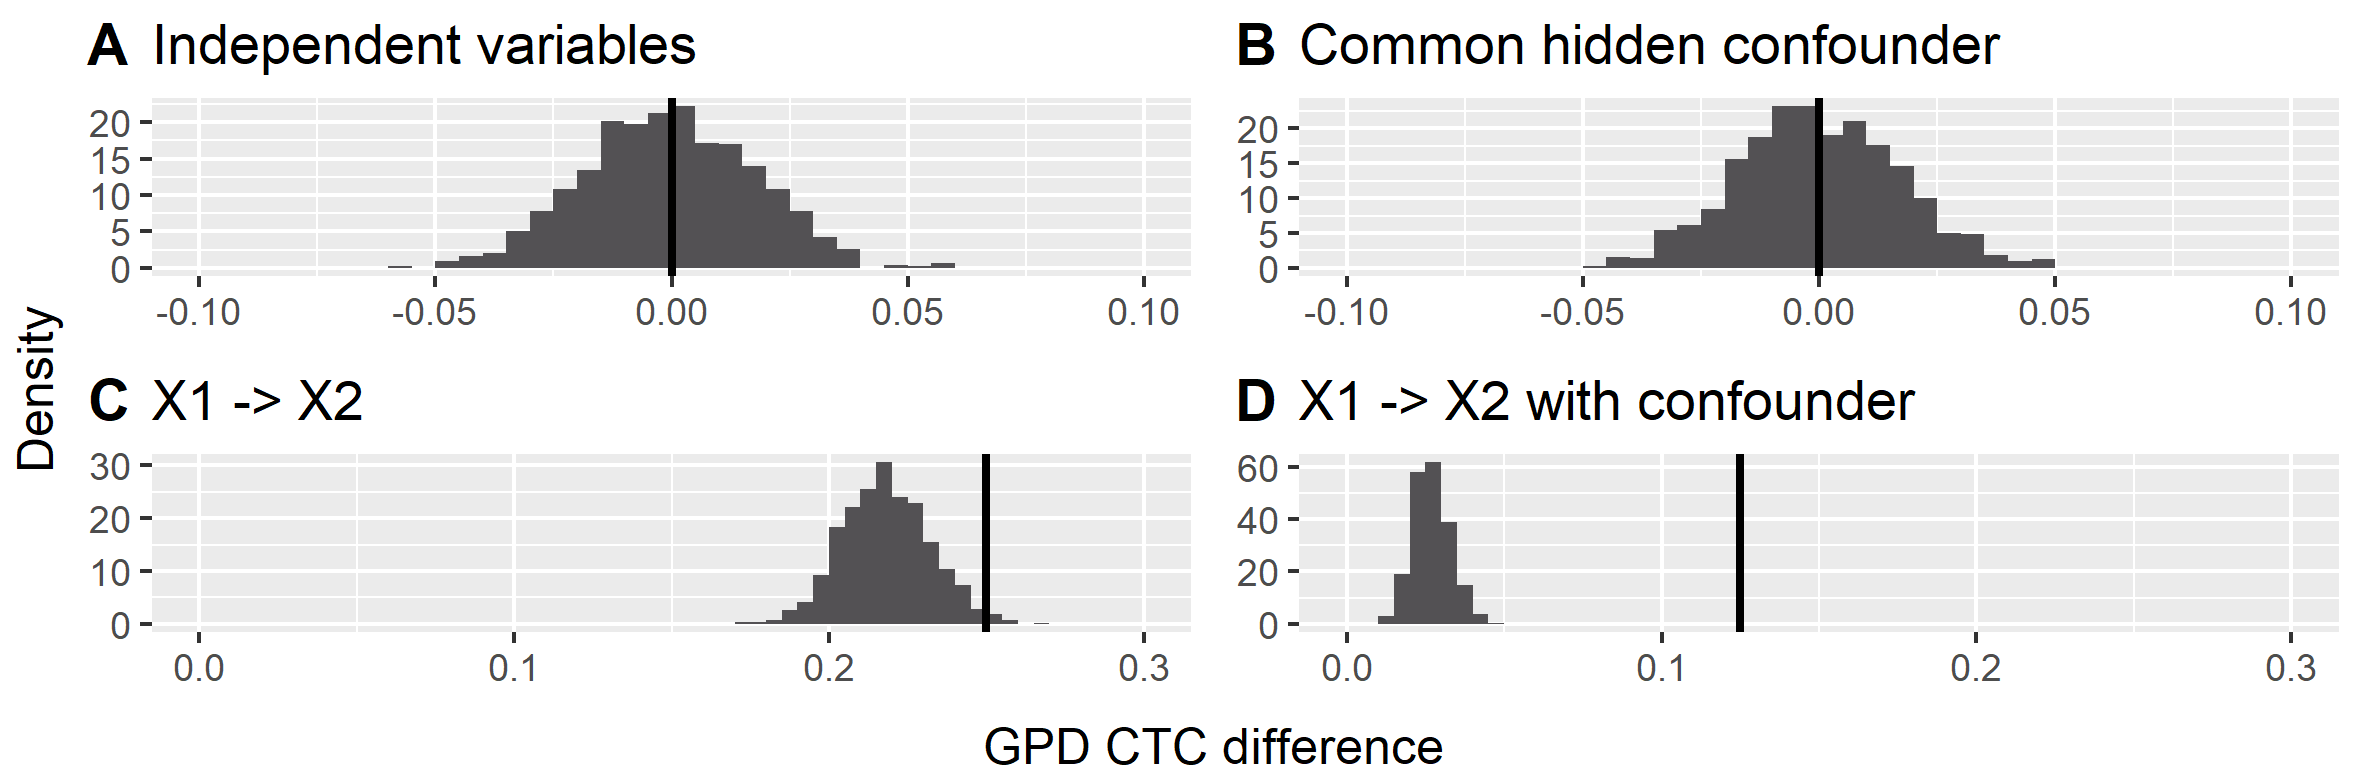 A Independent variables
20
15
10
5
0
-0.10 -0.05 0.00 0.05 0.10
B Common hidden confounder
20
15
10
5
0
-0.10 -0.05 0.00 0.05 0.10
Density
C X1 -> X2
30
20
10
0
0.0 0.1 0.2 0.3
D X1 -> X2 with confounder
60
40
20
0
0.0 0.1 0.2 0.3
GPD CTC difference